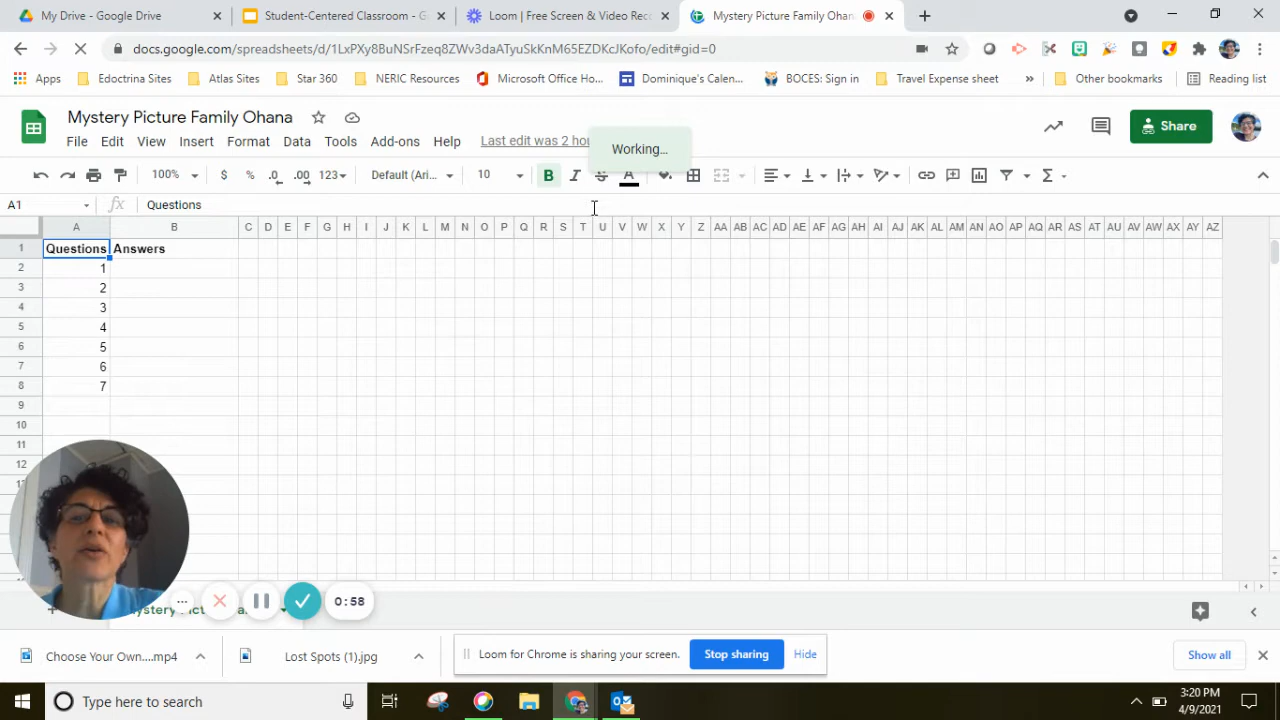 My Drive - Google Drive
Student-Centered Classroom - G
Loom | Free Screen & Video Reco
Mystery Picture Family Ohana
docs.google.com/spreadsheets/d/1LxPXy8BuNSrFzeq8ZWv3daATyuSkKnM65EZDKcJKofo/edit#gid=0
Apps
Edoctrina Sites
Atlas Sites
Star 360
NERIC Resources
Microsoft Office Ho...
Dominique's Calen...
BOCES: Sign in
Travel Expense sheet
»
Other bookmarks
Reading list
Mystery Picture Family Ohana
Share
File Edit View Insert Format Data Tools Add-ons Help Last edit was 2 hou
Working...
100% $ % .0 .00 123 Default (Ari... 10 B I S A Σ
A1 fx Questions
A B C D E F G H I J K L M N O P Q R S T U V W X Y Z AA AB AC AD AE AF AG AH AI AJ AK AL AM AN AO AP AQ AR AS AT AU AV AW AX AY AZ
1 Questions Answers
2 1
3 2
4 3
5 4
6 5
7 6
8 7
9
10
11
12
0:58
Choose Your Own....mp4
Lost Spots (1).jpg
Loom for Chrome is sharing your screen.
Stop sharing
Hide
Show all
Type here to search
3:20 PM
4/9/2021